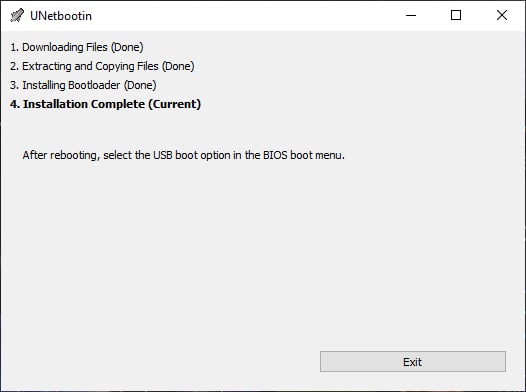 UNetbootin
1. Downloading Files (Done)
2. Extracting and Copying Files (Done)
3. Installing Bootloader (Done)
4. Installation Complete (Current)
After rebooting, select the USB boot option in the BIOS boot menu.
Exit